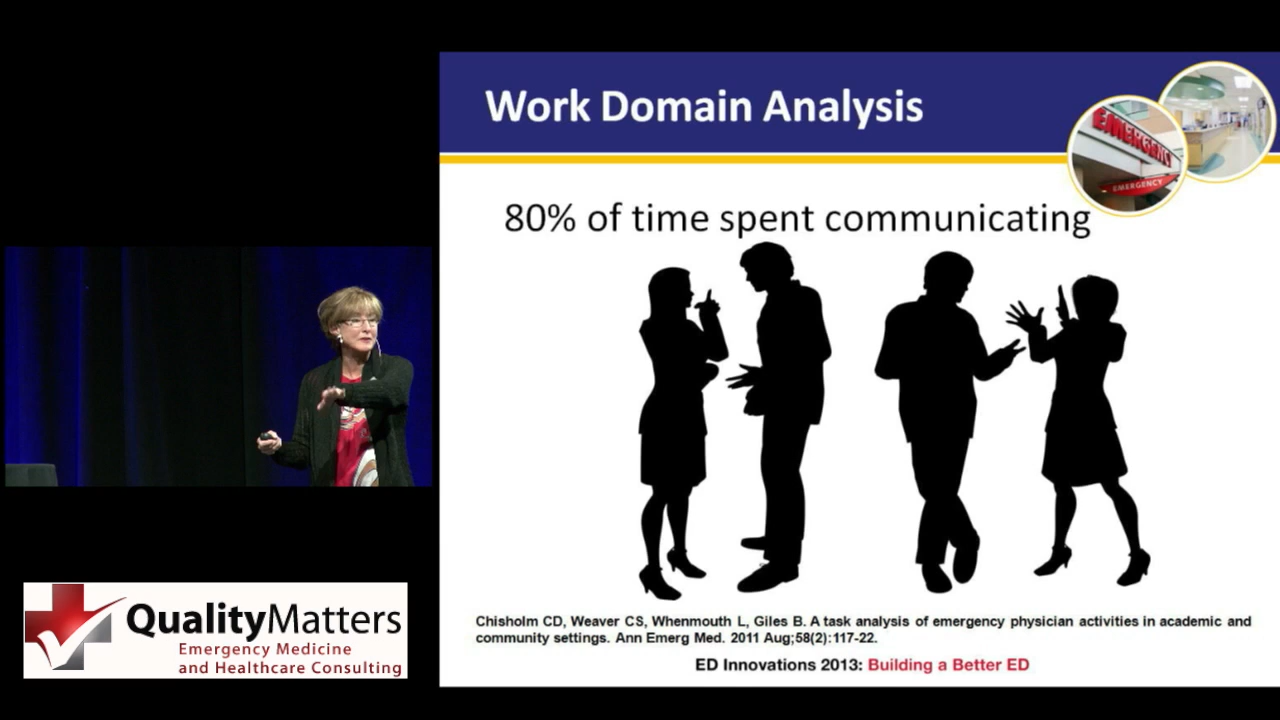 Work Domain Analysis
EMERGENCY
EMERGENCY
80% of time spent communicating
Chisholm CD, Weaver CS, Whenmouth L, Giles B. A task analysis of emergency physician activities in academic and
community settings. Ann Emerg Med. 2011 Aug;58(2):117-22.
ED Innovations 2013: Building a Better ED
QualityMatters
Emergency Medicine
and Healthcare Consulting